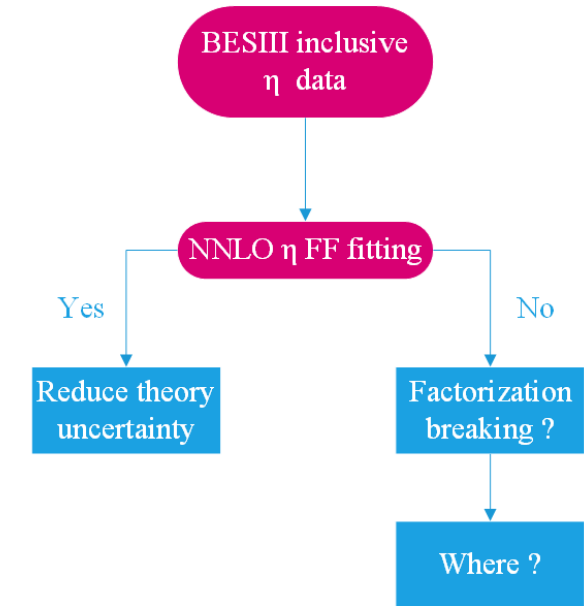 BESIII inclusive
η data
NNLO η FF fitting
Yes
No
Reduce theory
uncertainty
Factorization
breaking ?
Where ?